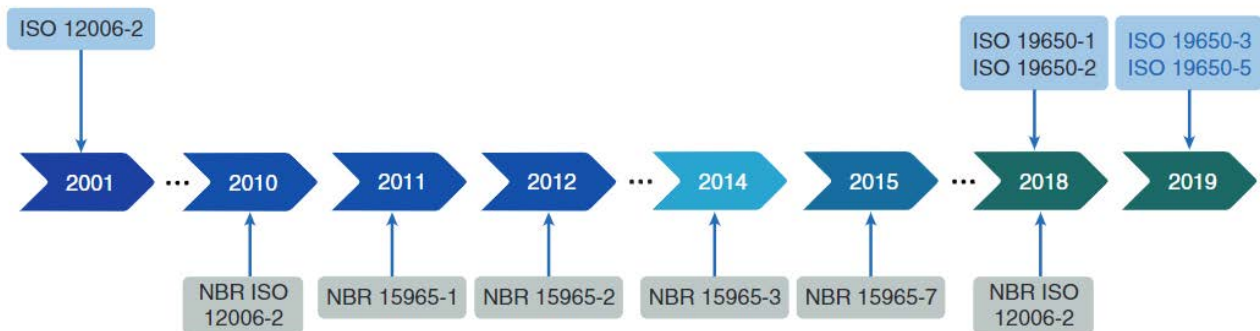 ISO 12006-2
ISO 19650-1
ISO 19650-2
ISO 19650-3
ISO 19650-5
2001 ... 2010 2011 2012 ... 2014 2015 ... 2018 2019
NBR ISO
12006-2
NBR 15965-1
NBR 15965-2
NBR 15965-3
NBR 15965-7
NBR ISO
12006-2